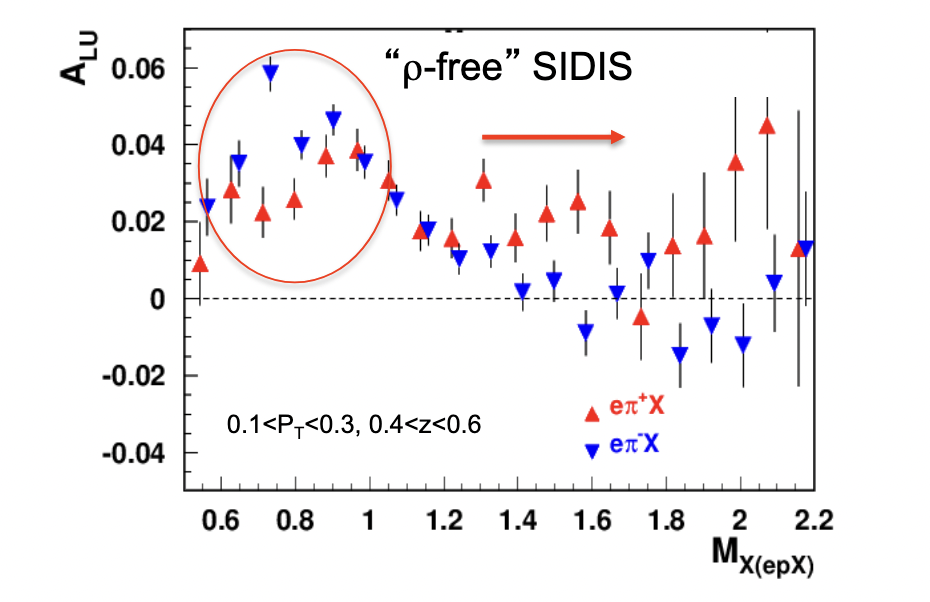 A_LU
"ρ-free" SIDIS
0.06
0.04
0.02
0
-0.02
-0.04
0.1<P_T<0.3, 0.4<z<0.6
eπ⁺X
eπ⁻X
0.6 0.8 1 1.2 1.4 1.6 1.8 2 2.2
M_X(epX)